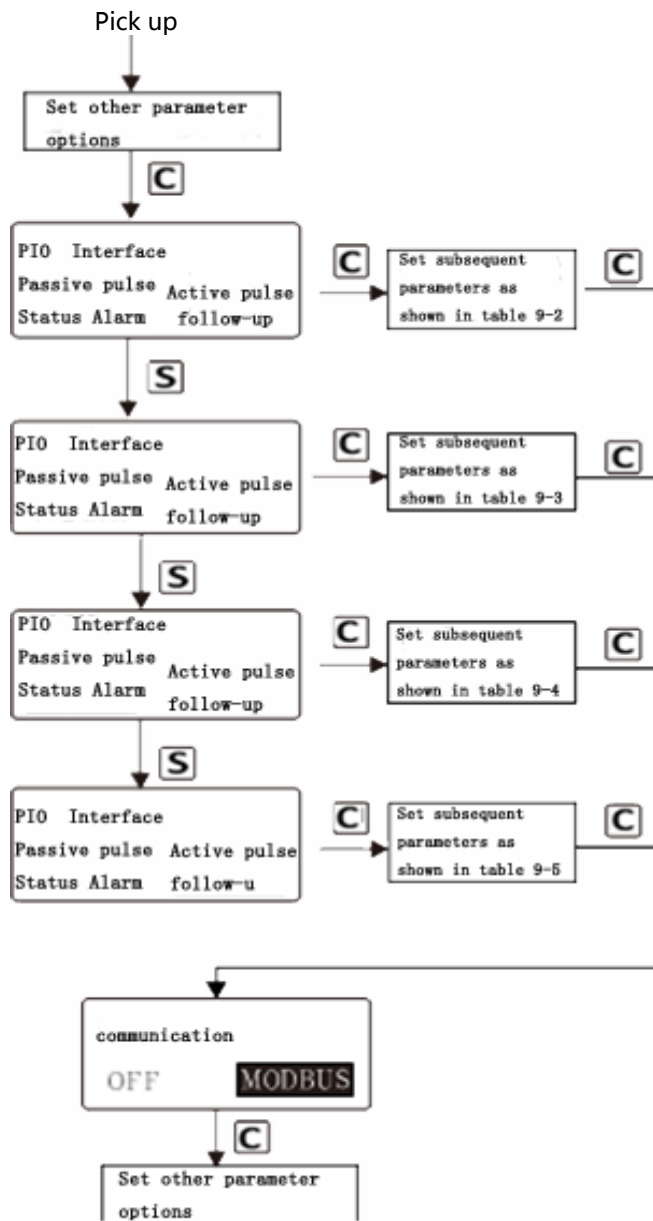 Pick up
Set other parameter
options
C
PIO Interface
Passive pulse Active pulse
Status Alarm follow-up
C
Set subsequent
parameters as
shown in table 9-2
C
S
PIO Interface
Passive pulse Active pulse
Status Alarm follow-up
C
Set subsequent
parameters as
shown in table 9-3
C
S
PIO Interface
Passive pulse Active pulse
Status Alarm follow-up
C
Set subsequent
parameters as
shown in table 9-4
C
S
PIO Interface
Passive pulse Active pulse
Status Alarm follow-u
C
Set subsequent
parameters as
shown in table 9-5
C
communication
OFF MODBUS
C
Set other parameter
options